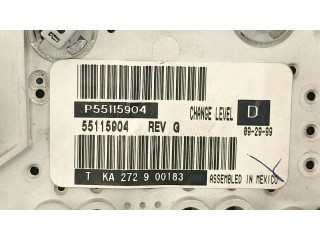 P55115904 CHANGE LEVEL D
55115904 REV G 09-29-99
T KA 272 9 00183 ASSEMBLED IN MEXICO